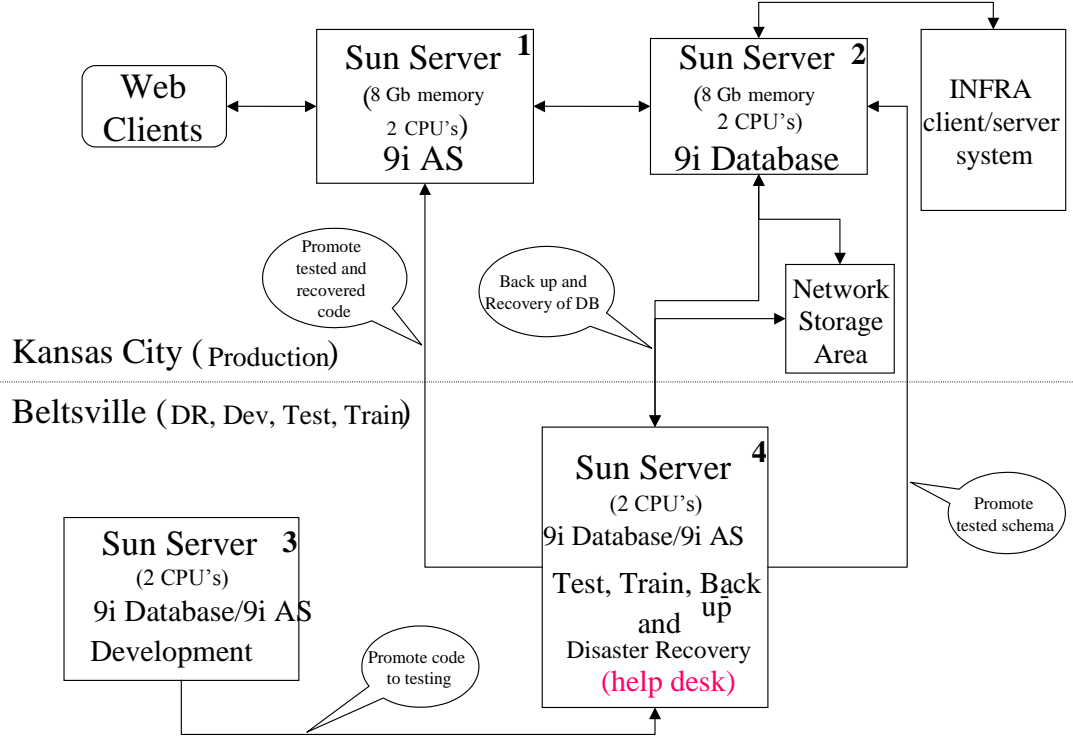 Web
Clients
Sun Server 1
(8 Gb memory
2 CPU's)
9i AS
Sun Server 2
(8 Gb memory
2 CPU's)
9i Database
INFRA
client/server
system
Promote
tested and
recovered
code
Back up and
Recovery of DB
Network
Storage
Area
Kansas City (Production)
Beltsville (DR, Dev, Test, Train)
Sun Server 3
(2 CPU's)
9i Database/9i AS
Development
Promote code
to testing
Sun Server 4
(2 CPU's)
9i Database/9i AS
Test, Train, Back
and up-
Disaster Recovery
(help desk)
Promote
tested schema